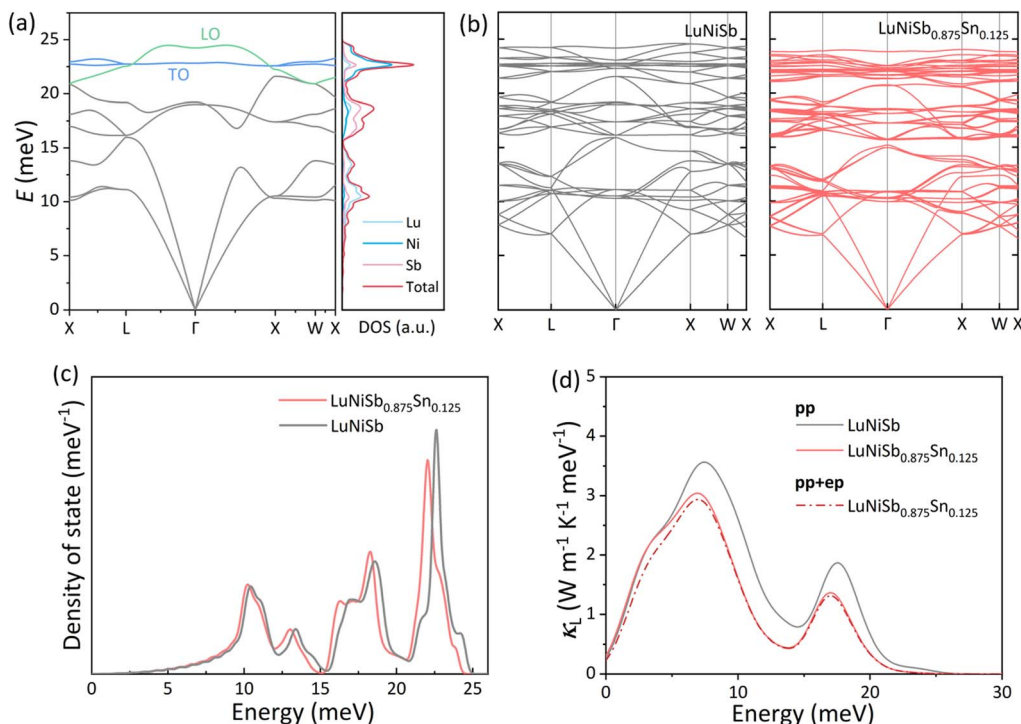 (a)
25
20
15
10
5
0
E (meV)
LO
TO
X L Γ X W X
Lu
Ni
Sb
Total
DOS (a.u.)
(b)
LuNiSb
X L Γ X W X
LuNiSb0.875Sn0.125
X L Γ X W X
(c)
LuNiSb0.875Sn0.125
LuNiSb
Density of state (meV-1)
0 5 10 15 20 25
Energy (meV)
(d)
5
4
3
2
1
0
κL (W m-1 K-1 meV-1)
pp
LuNiSb
LuNiSb0.875Sn0.125
pp+ep
LuNiSb0.875Sn0.125
0 10 20 30
Energy (meV)